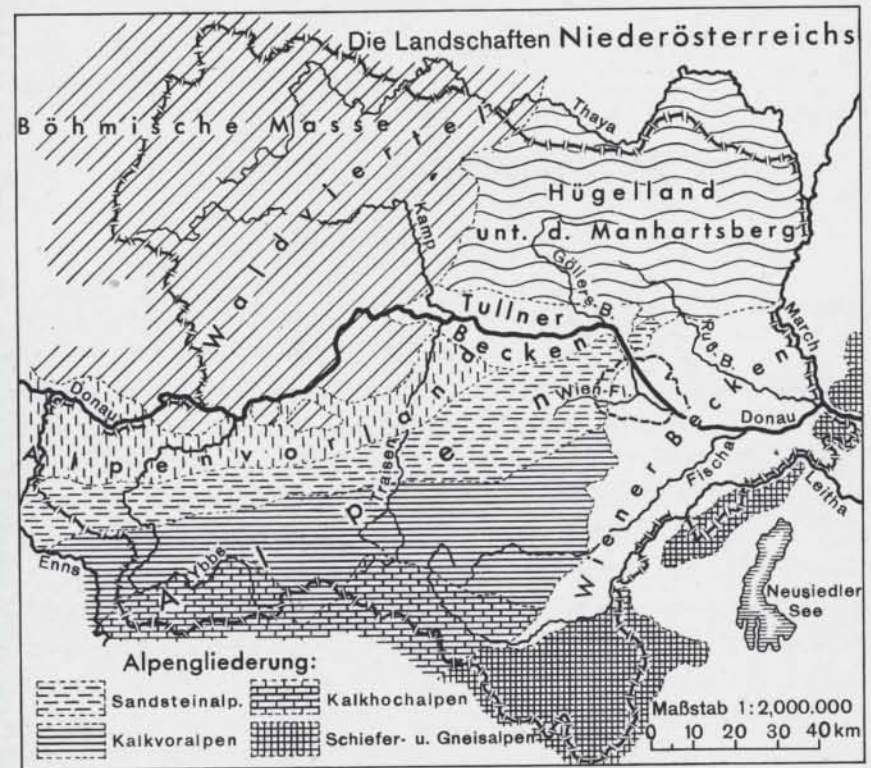 Die Landschaften Niederösterreichs
Böhmische Masse
Waldviertel
Thaya
Hügelland
unt. d. Manhartsberg
Kamp
Göllers-B.
Tullner
Becken
Ruß-B.
March
Donau
Alpenvorland
Wien-Fl.
Wiener Becken
Donau
Traisen
Fischa
Leitha
Enns
Ybbs
Alpen
Neusiedler
See
Alpengliederung:
Sandsteinalp.
Kalkhochalpen
Kalkvoralpen
Schiefer- u. Gneisalpen
Maßstab 1:2,000.000
0 10 20 30 40 km